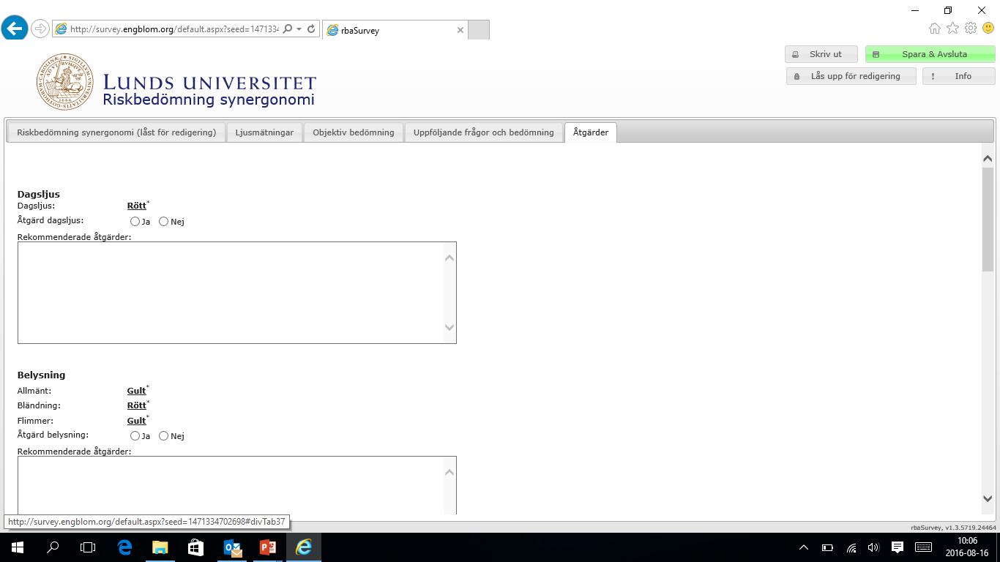 http://survey.engblom.org/default.aspx?seed=1471334
rbaSurvey
LUNDS UNIVERSITET
Riskbedömning synergonomi
Skriv ut
Spara & Avsluta
Lås upp för redigering
Info
Riskbedömning synergonomi (låst för redigering)
Ljusmätningar
Objektiv bedömning
Uppföljande frågor och bedömning
Åtgärder
Dagsljus
Dagsljus: Rött*
Åtgärd dagsljus: Ja Nej
Rekommenderade åtgärder:
Belysning
Allmänt: Gult*
Bländning: Rött*
Flimmer: Gult*
Åtgärd belysning: Ja Nej
Rekommenderade åtgärder:
http://survey.engblom.org/default.aspx?seed=1471334702698#divTab37
rbaSurvey, v1.3.5719.24464
10:06
2016-08-16